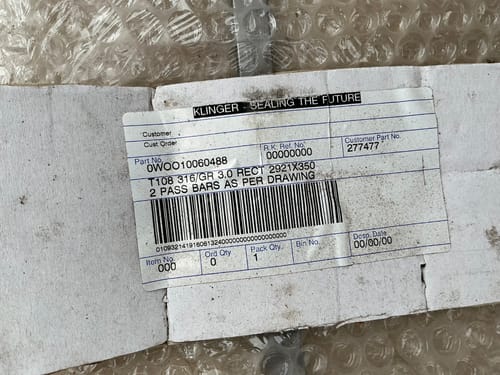 KLINGER - SEALING THE FUTURE
Customer
Cust Order
Part No. R.K. Ref. No. Customer Part No.
0WQO10060488 00000000 277477
T108 316/GR 3.0 RECT 2921X350
2 PASS BARS AS PER DRAWING
Item No. Ord Qty Pack Qty. Bin No. Desp. Date
000 0 1 00/00/00